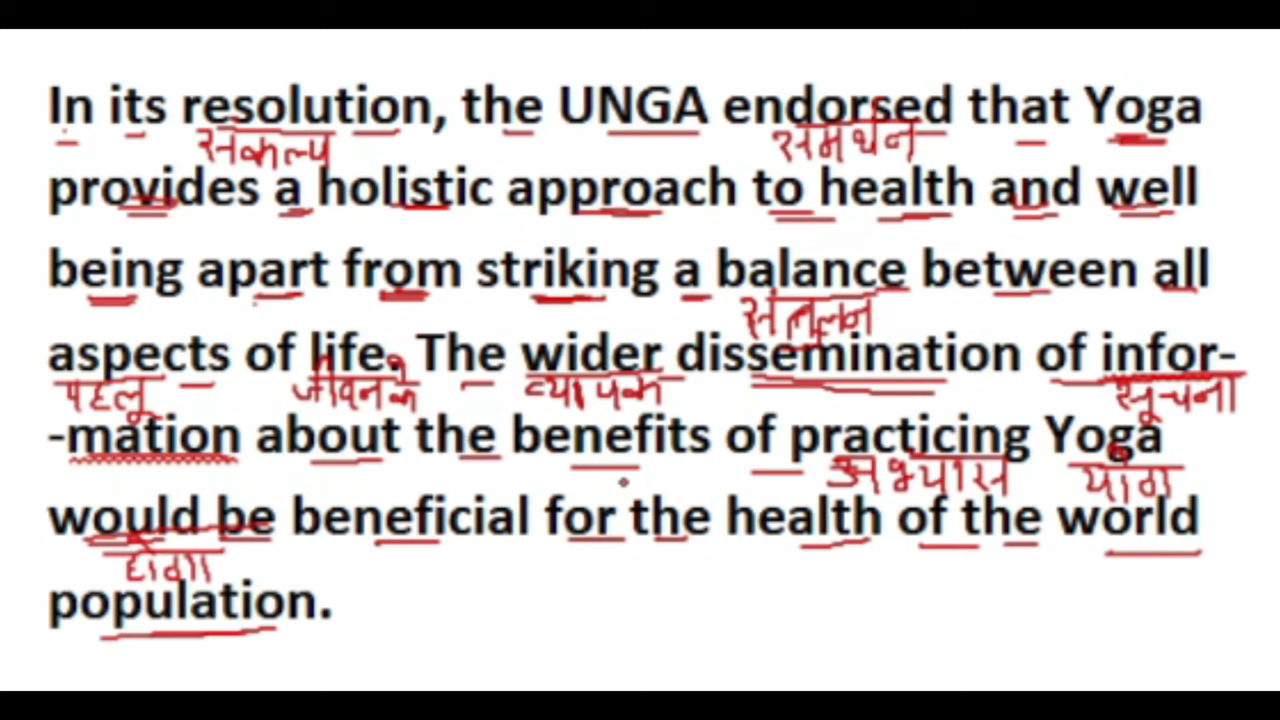 In its resolution, the UNGA endorsed that Yoga
संकल्प समर्थन
provides a holistic approach to health and well
being apart from striking a balance between all
संतुलन
aspects of life. The wider dissemination of infor-
पहलू जीवन के व्यापक सूचना
-mation about the benefits of practicing Yoga
अभ्यास योग
would be beneficial for the health of the world
होगा
population.